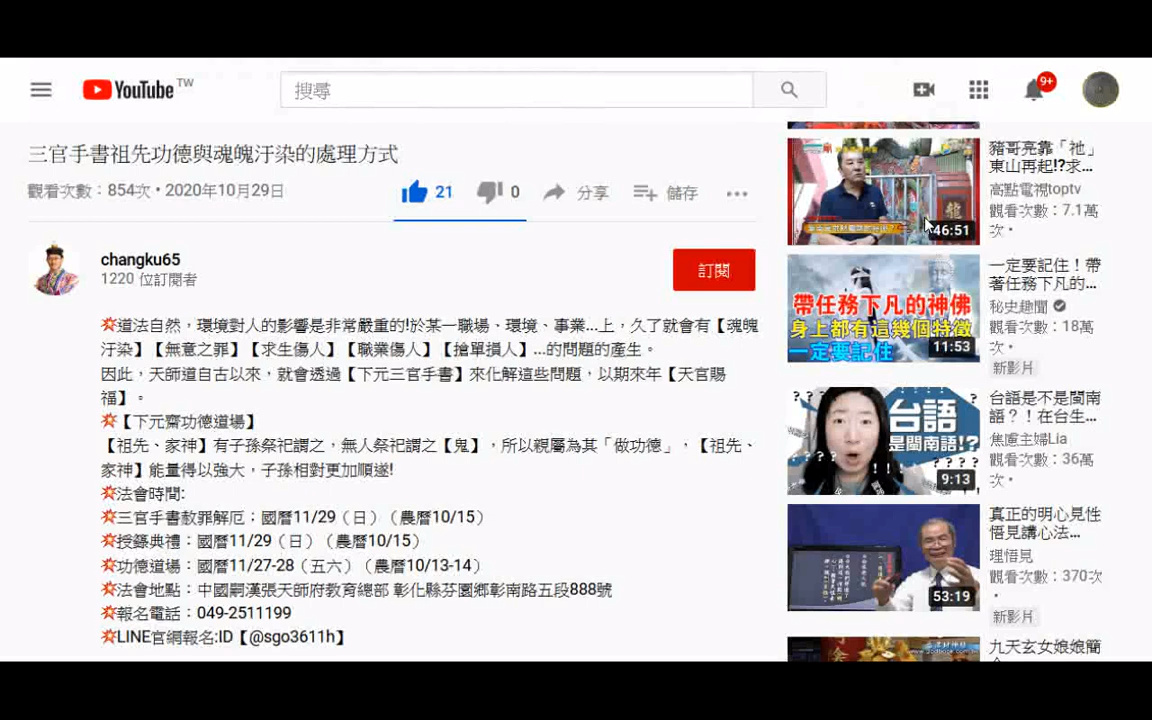 YouTube TW
搜尋
9+
三官手書祖先功德與魂魄汙染的處理方式
觀看次數：854次 • 2020年10月29日
21
0
分享
儲存
changku65
1220 位訂閱者
訂閱
道法自然，環境對人的影響是非常嚴重的!於某一職場、環境、事業...上，久了就會有【魂魄
汙染】【無意之罪】【求生傷人】【職業傷人】【搶單損人】...的問題的產生。
因此，天師道自古以來，就會透過【下元三官手書】來化解這些問題，以期來年【天官賜
福】。
【下元齋功德道場】
【祖先、家神】有子孫祭祀謂之，無人祭祀謂之【鬼】，所以親屬為其「做功德」，【祖先、
家神】能量得以強大，子孫相對更加順遂!
法會時間:
三官手書赦罪解厄：國曆11/29（日）（農曆10/15）
授籙典禮：國曆11/29（日）（農曆10/15）
功德道場：國曆11/27-28（五六）（農曆10/13-14）
法會地點：中國嗣漢張天師府教育總部 彰化縣芬園鄉彰南路五段888號
報名電話：049-2511199
LINE官網報名:ID【@sgo3611h】
46:51
豬哥亮靠「祂」
東山再起!?求...
高點電視toptv
觀看次數：7.1萬
次・
帶任務下凡的神佛
身上都有這幾個特徵
一定要記住
11:53
一定要記住！帶
著任務下凡的...
秘史趣聞
觀看次數：18萬
次・
新影片
台語
是閩南語!?
9:13
台語是不是閩南
語？！在台生...
焦慮主婦Lia
觀看次數：36萬
次・
53:19
真正的明心見性
悟見講心法...
理悟見
觀看次數：370次
・
新影片
九天玄女娘娘簡